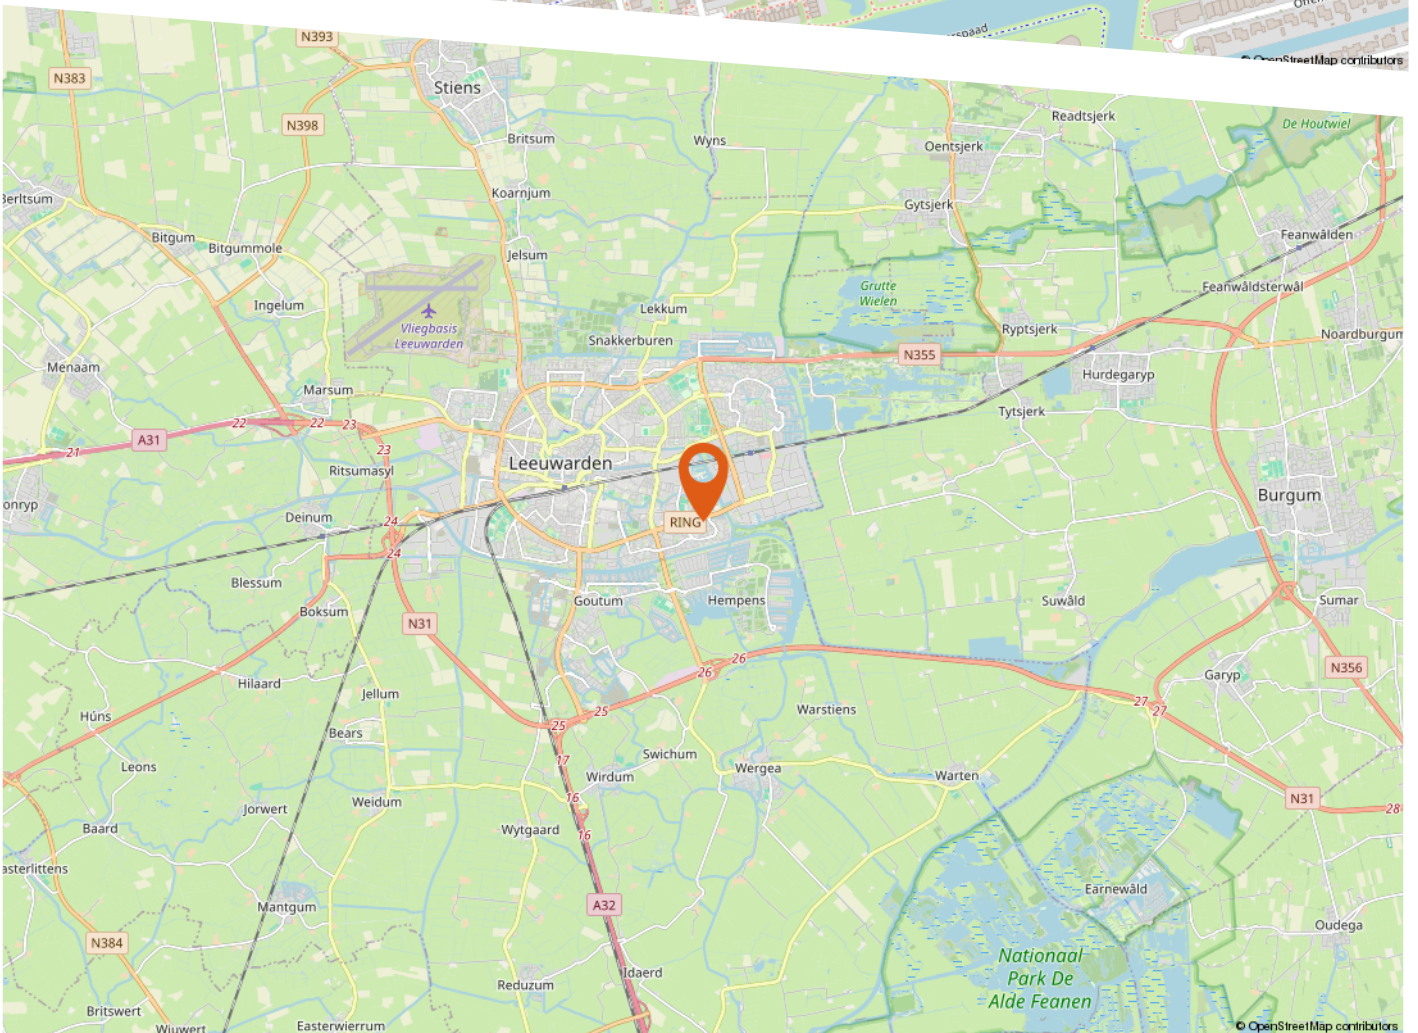 © OpenStreetMap contributors
N393
N383
Stiens
N398
Britsum
Wyns
Readtsjerk
De Houtwiel
Oentsjerk
Berltsum
Koarnjum
Gytsjerk
Bitgum
Bitgummole
Jelsum
Feanwâlden
Grutte
Wielen
Feanwâldsterwâl
Ingelum
Lekkum
Vliegbasis
Leeuwarden
Snakkerburen
Ryptsjerk
Noardburgum
N355
Menaam
Hurdegaryp
Marsum
Tytsjerk
22
22
23
A31
23
21
Ritsumasyl
Leeuwarden
onryp
Burgum
Deinum
24
RING
24
Blessum
Boksum
Goutum
Hempens
Suwâld
Sumar
N31
26
26
N356
Hilaard
Jellum
Garyp
27
27
Húns
25
25
Warstiens
Bears
Swichum
Leons
17
Wirdum
Wergea
Warten
16
N31
28
Jorwert
Weidum
Baard
Wytgaard
16
asterlittens
Earnewâld
Mantgum
A32
Oudega
N384
Nationaal
Park De
Alde Feanen
Idaerd
Reduzum
Britswert
Wiuwert
Easterwierrum
© OpenStreetMap contributors